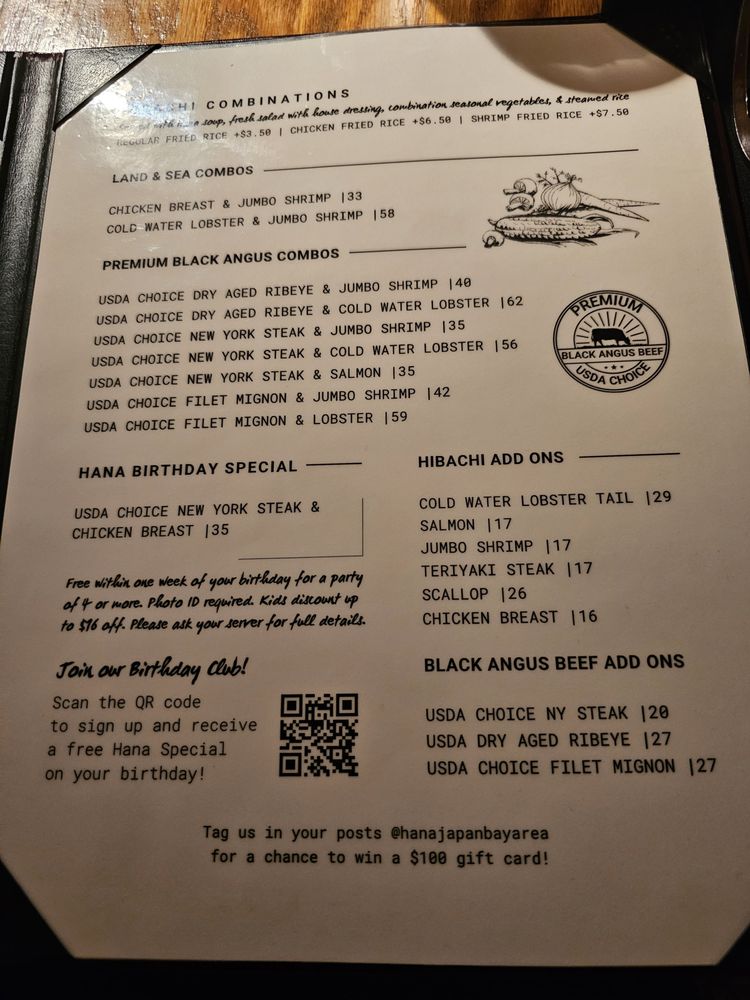 COMBINATIONS
soup, fresh salad with house dressing, combination seasonal vegetables, & steamed rice
REGULAR FRIED RICE +$3.50 | CHICKEN FRIED RICE +$6.50 | SHRIMP FRIED RICE +$7.50
LAND & SEA COMBOS
CHICKEN BREAST & JUMBO SHRIMP |33
COLD WATER LOBSTER & JUMBO SHRIMP |58
PREMIUM BLACK ANGUS COMBOS
USDA CHOICE DRY AGED RIBEYE & JUMBO SHRIMP |40
USDA CHOICE DRY AGED RIBEYE & COLD WATER LOBSTER |62
USDA CHOICE NEW YORK STEAK & JUMBO SHRIMP |35
USDA CHOICE NEW YORK STEAK & COLD WATER LOBSTER |56
USDA CHOICE NEW YORK STEAK & SALMON |35
USDA CHOICE FILET MIGNON & JUMBO SHRIMP |42
USDA CHOICE FILET MIGNON & LOBSTER |59
PREMIUM
BLACK ANGUS BEEF
USDA CHOICE
HANA BIRTHDAY SPECIAL
USDA CHOICE NEW YORK STEAK &
CHICKEN BREAST |35
Free within one week of your birthday for a party
of 4 or more. Photo ID required. Kids discount up
to $16 off. Please ask your server for full details.
Join our Birthday Club!
Scan the QR code
to sign up and receive
a free Hana Special
on your birthday!
HIBACHI ADD ONS
COLD WATER LOBSTER TAIL |29
SALMON |17
JUMBO SHRIMP |17
TERIYAKI STEAK |17
SCALLOP |26
CHICKEN BREAST |16
BLACK ANGUS BEEF ADD ONS
USDA CHOICE NY STEAK |20
USDA DRY AGED RIBEYE |27
USDA CHOICE FILET MIGNON |27
Tag us in your posts @hanajapanbayarea
for a chance to win a $100 gift card!